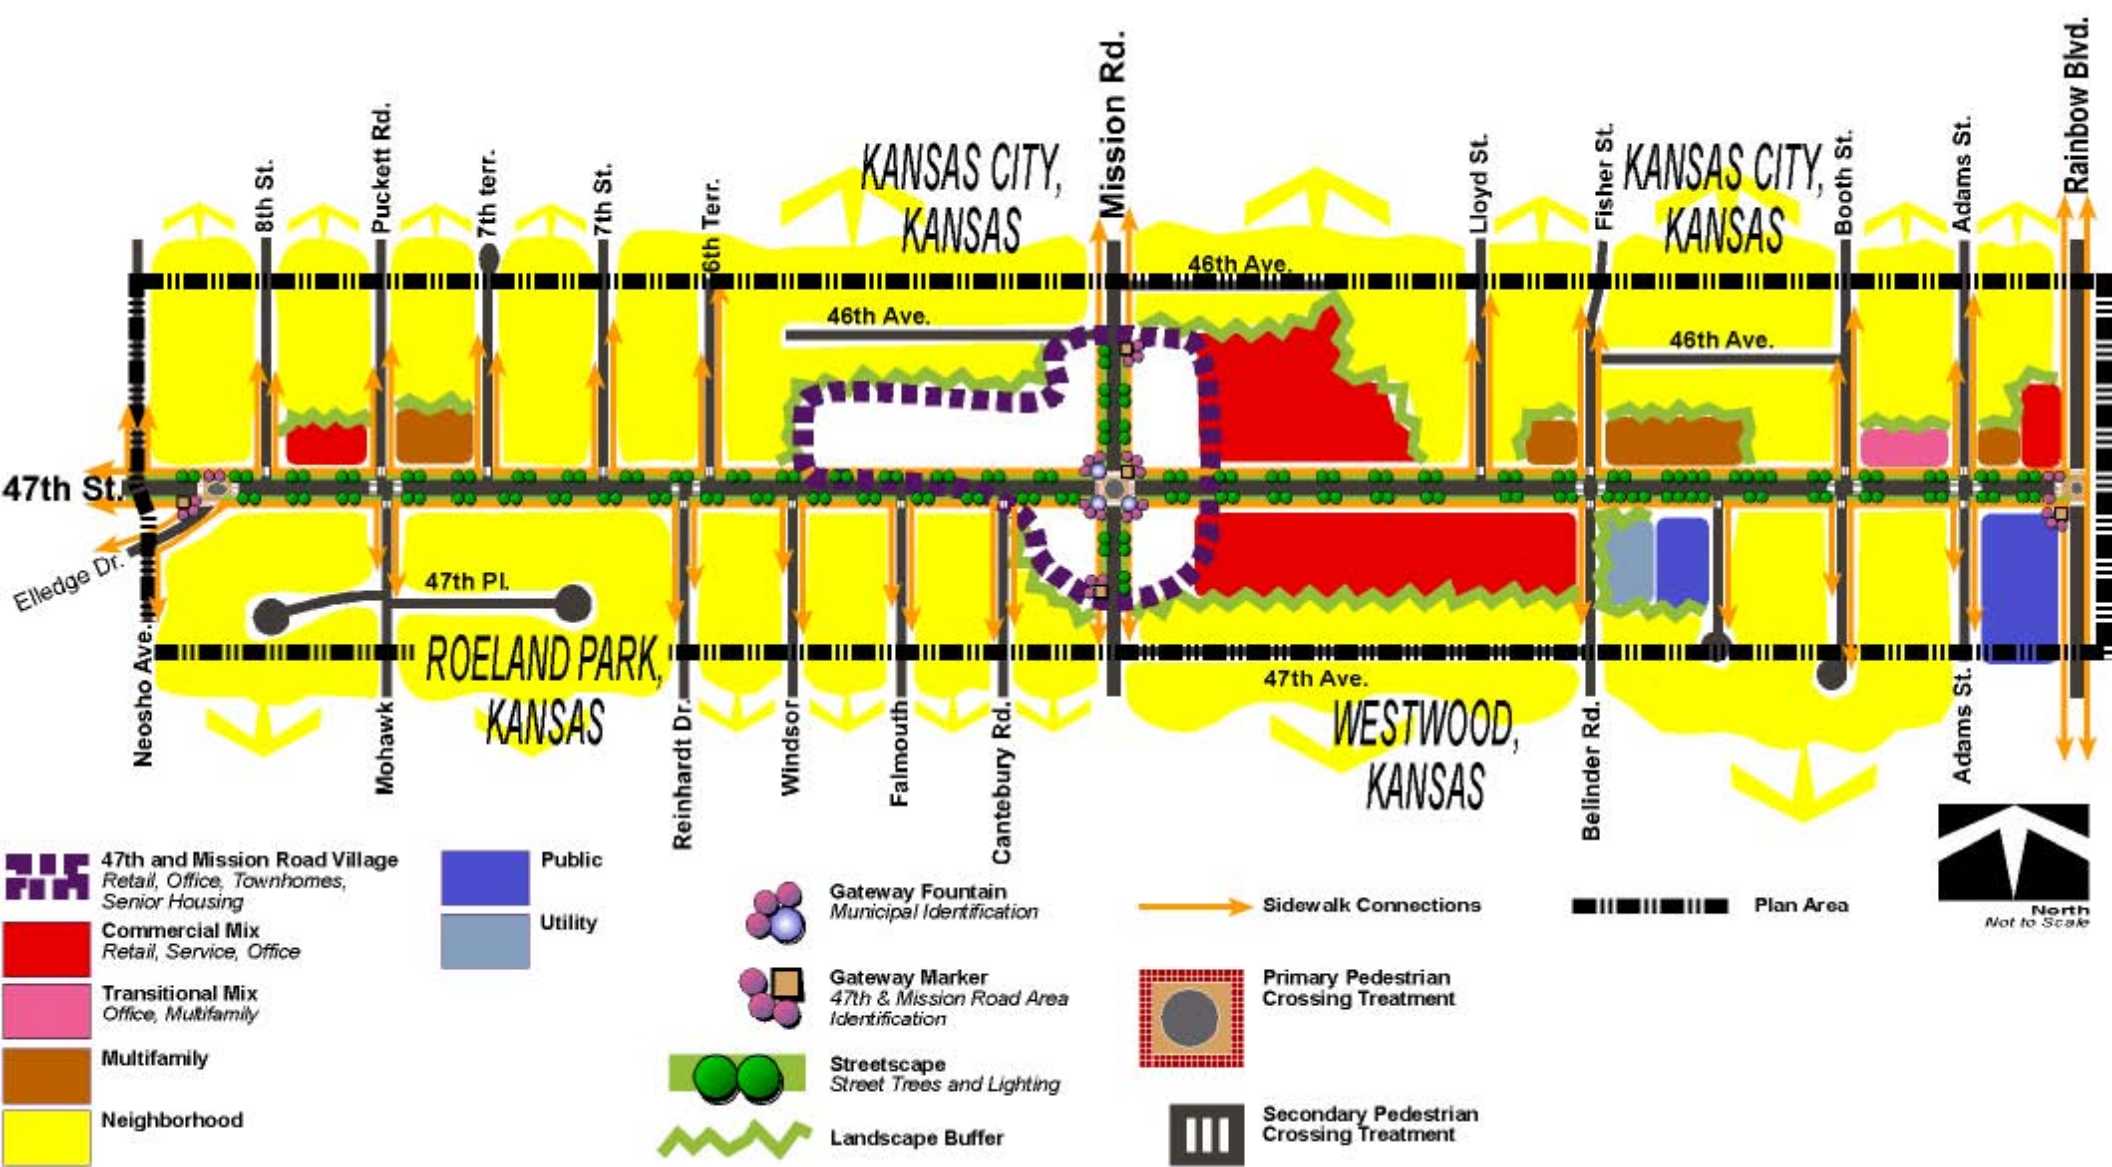 Mission Rd.
Rainbow Blvd.
8th St.
Puckett Rd.
7th terr.
7th St.
6th Terr.
KANSAS CITY,
KANSAS
Lloyd St.
Fisher St.
KANSAS CITY,
KANSAS
Booth St.
Adams St.
46th Ave.
46th Ave.
46th Ave.
47th St.
Elledge Dr.
Neosho Ave.
47th Pl.
ROELAND PARK,
KANSAS
Mohawk
Reinhardt Dr.
Windsor
Falmouth
Cantebury Rd.
47th Ave.
WESTWOOD,
KANSAS
Belinder Rd.
Adams St.
47th and Mission Road Village
Retail, Office, Townhomes,
Senior Housing
Commercial Mix
Retail, Service, Office
Transitional Mix
Office, Multifamily
Multifamily
Neighborhood
Public
Utility
Gateway Fountain
Municipal Identification
Gateway Marker
47th & Mission Road Area
Identification
Streetscape
Street Trees and Lighting
Landscape Buffer
Sidewalk Connections
Primary Pedestrian
Crossing Treatment
Secondary Pedestrian
Crossing Treatment
Plan Area
North
Not to Scale